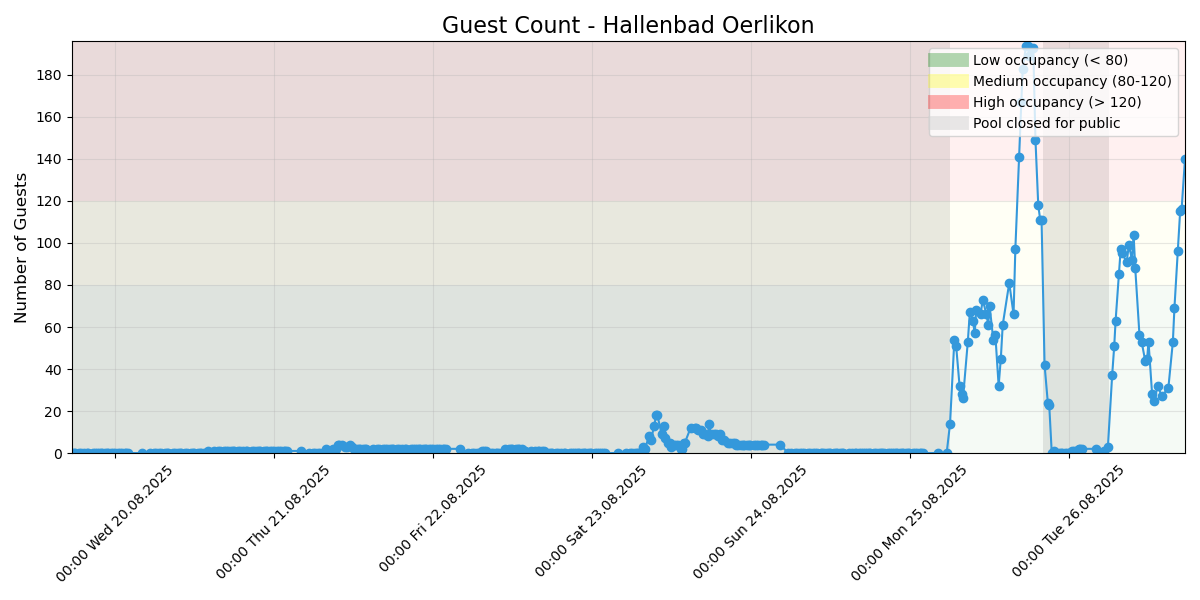 Guest Count - Hallenbad Oerlikon
Low occupancy (< 80)
Medium occupancy (80-120)
High occupancy (> 120)
Pool closed for public
Number of Guests
180
160
140
120
100
80
60
40
20
0
00:00 Wed 20.08.2025
00:00 Thu 21.08.2025
00:00 Fri 22.08.2025
00:00 Sat 23.08.2025
00:00 Sun 24.08.2025
00:00 Mon 25.08.2025
00:00 Tue 26.08.2025